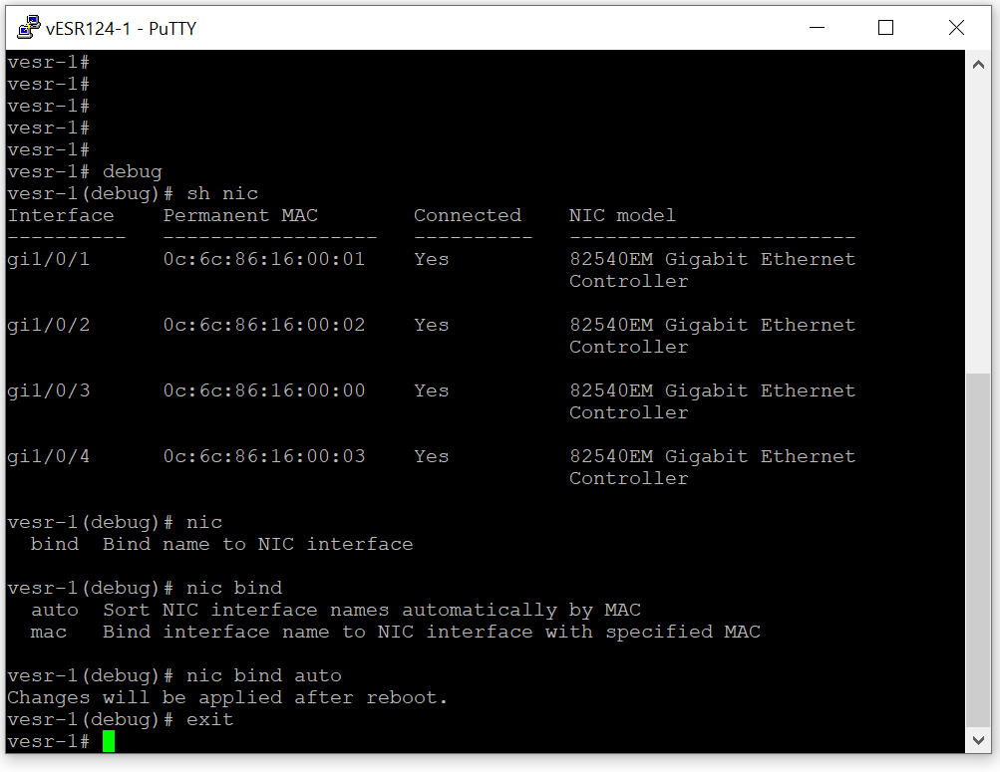 vESR124-1 - PuTTY
vesr-1#
vesr-1#
vesr-1#
vesr-1#
vesr-1#
vesr-1# debug
vesr-1(debug)# sh nic
Interface    Permanent MAC        Connected    NIC model
----------   ------------------   ----------   ------------------------
gi1/0/1      0c:6c:86:16:00:01    Yes          82540EM Gigabit Ethernet
                                               Controller
gi1/0/2      0c:6c:86:16:00:02    Yes          82540EM Gigabit Ethernet
                                               Controller
gi1/0/3      0c:6c:86:16:00:00    Yes          82540EM Gigabit Ethernet
                                               Controller
gi1/0/4      0c:6c:86:16:00:03    Yes          82540EM Gigabit Ethernet
                                               Controller
vesr-1(debug)# nic
  bind  Bind name to NIC interface
vesr-1(debug)# nic bind
  auto  Sort NIC interface names automatically by MAC
  mac   Bind interface name to NIC interface with specified MAC
vesr-1(debug)# nic bind auto
Changes will be applied after reboot.
vesr-1(debug)# exit
vesr-1#